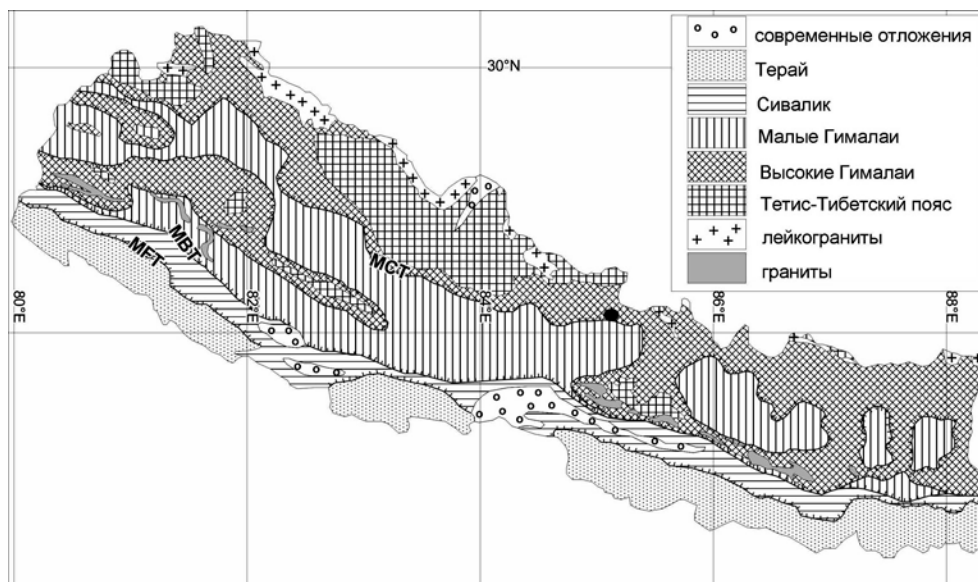 современные отложения
30°N
Терай
Сивалик
Малые Гималаи
Высокие Гималаи
Тетис-Тибетский пояс
лейкограниты
граниты
MBT
MFT
MCT
80°E
82°E
84°E
86°E
88°E